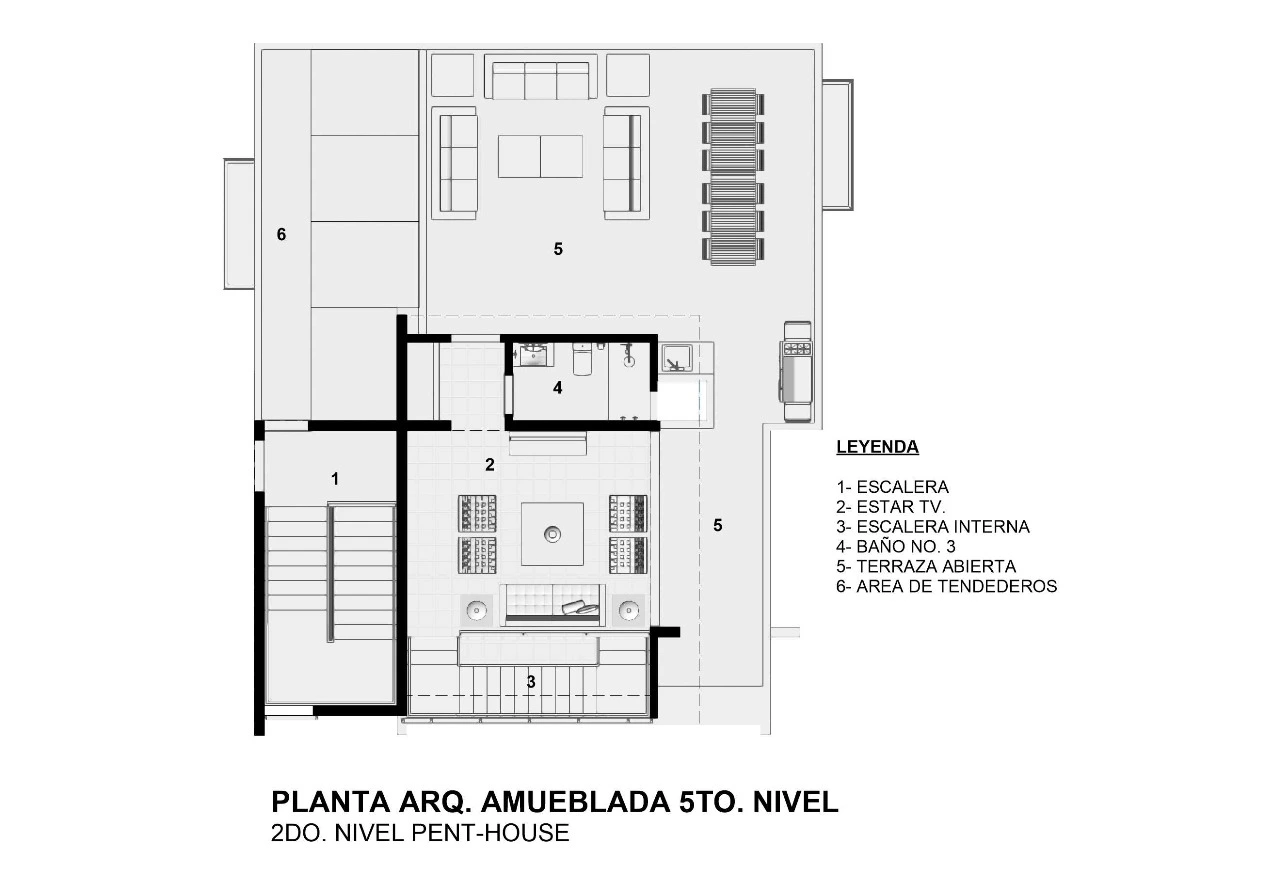 6
5
4
1
2
5
3
LEYENDA
1- ESCALERA
2- ESTAR TV.
3- ESCALERA INTERNA
4- BAÑO NO. 3
5- TERRAZA ABIERTA
6- AREA DE TENDEDEROS
PLANTA ARQ. AMUEBLADA 5TO. NIVEL
2DO. NIVEL PENT-HOUSE